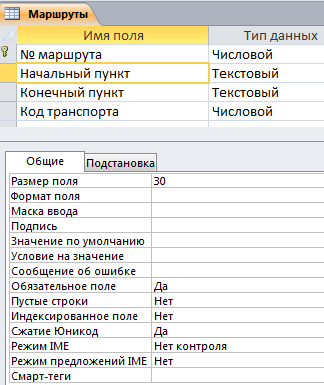 Маршруты
Имя поля Тип данных
№ маршрута Числовой
Начальный пункт Текстовый
Конечный пункт Текстовый
Код транспорта Числовой
Общие Подстановка
Размер поля 30
Формат поля
Маска ввода
Подпись
Значение по умолчанию
Условие на значение
Сообщение об ошибке
Обязательное поле Да
Пустые строки Нет
Индексированное поле Нет
Сжатие Юникод Да
Режим IME Нет контроля
Режим предложений IME Нет
Смарт-теги